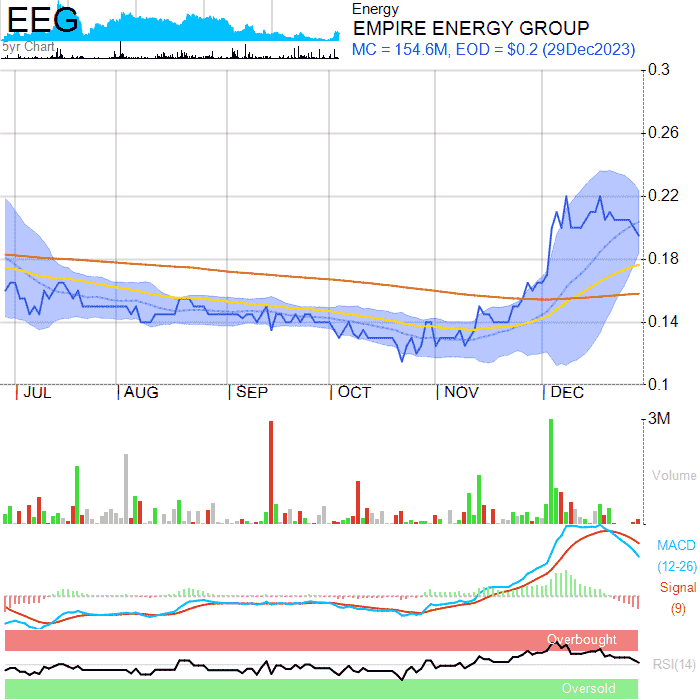 EEG
5yr Chart
Energy
EMPIRE ENERGY GROUP
MC = 154.6M, EOD = $0.2 (29Dec2023)
0.3
0.26
0.22
0.18
0.14
0.1
JUL AUG SEP OCT NOV DEC
3M
Volume
MACD
(12-26)
Signal
(9)
Overbought
RSI(14)
Oversold